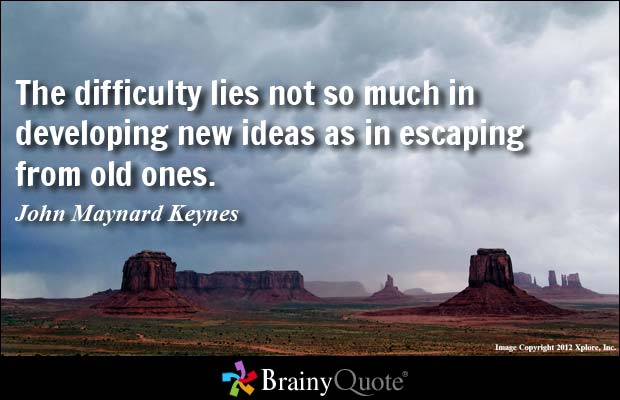 The difficulty lies not so much in
developing new ideas as in escaping
from old ones.
John Maynard Keynes
Image Copyright 2012 Xplore, Inc.
BrainyQuote®